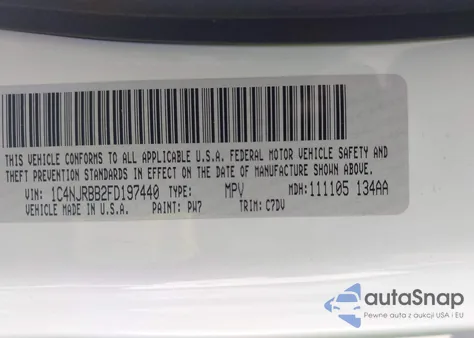 THIS VEHICLE CONFORMS TO ALL APPLICABLE U.S.A. FEDERAL MOTOR VEHICLE SAFETY AND
THEFT PREVENTION STANDARDS IN EFFECT ON THE DATE OF MANUFACTURE SHOWN ABOVE.
VIN: 1C4NJRBB2FD197440 TYPE: MPV MDH: 111105 134AA
VEHICLE MADE IN U.S.A. PAINT: PW7 TRIM: C7DV
autoSnap
Pewne auta z aukcji USA i EU